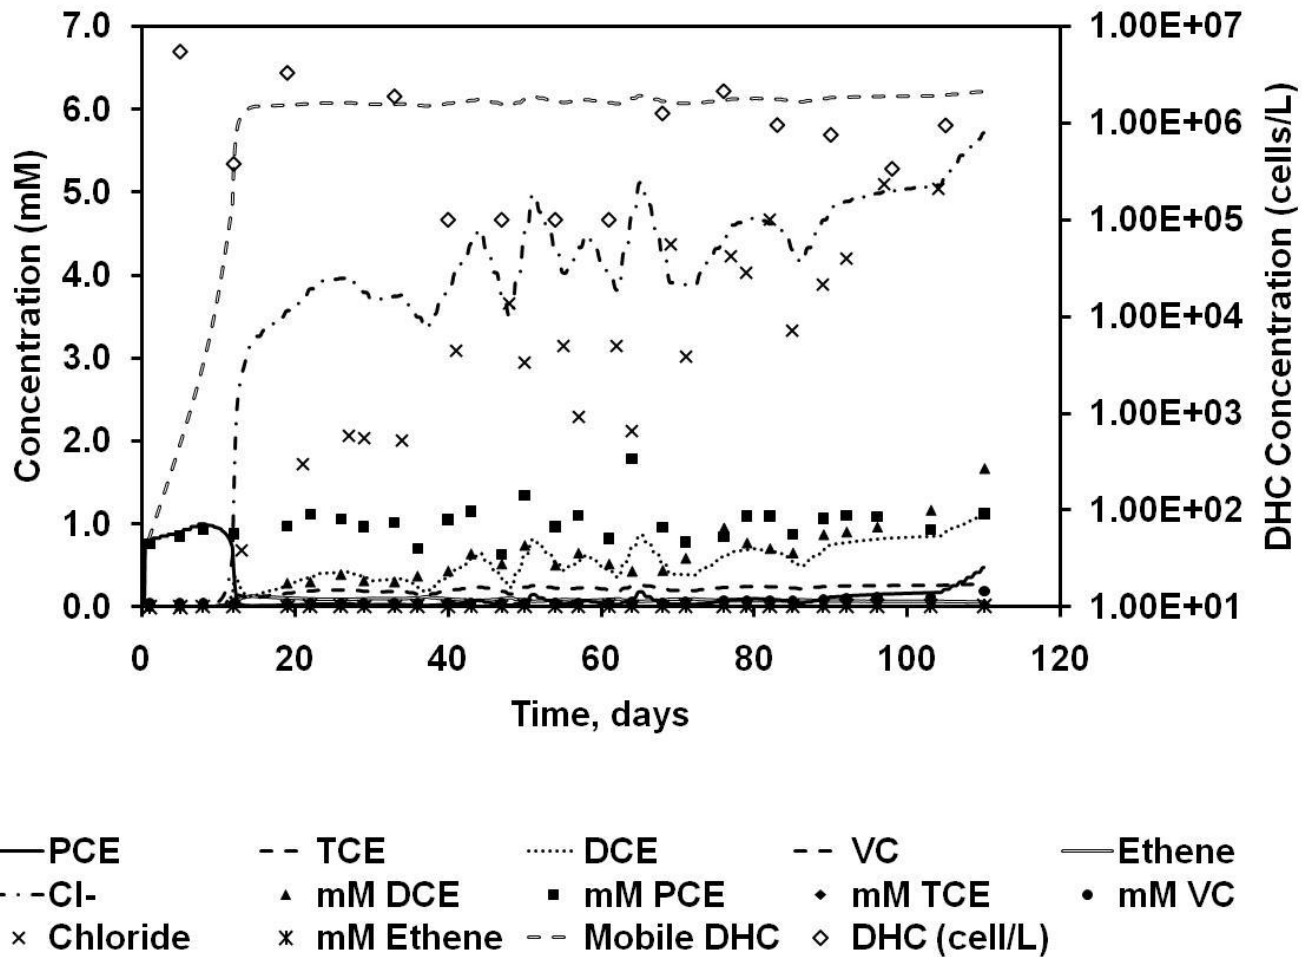 7.0
6.0
5.0
4.0
3.0
2.0
1.0
0.0
Concentration (mM)
1.00E+07
1.00E+06
1.00E+05
1.00E+04
1.00E+03
1.00E+02
1.00E+01
DHC Concentration (cells/L)
0 20 40 60 80 100 120
Time, days
PCE TCE DCE VC Ethene
Cl- mM DCE mM PCE mM TCE mM VC
Chloride mM Ethene Mobile DHC DHC (cell/L)